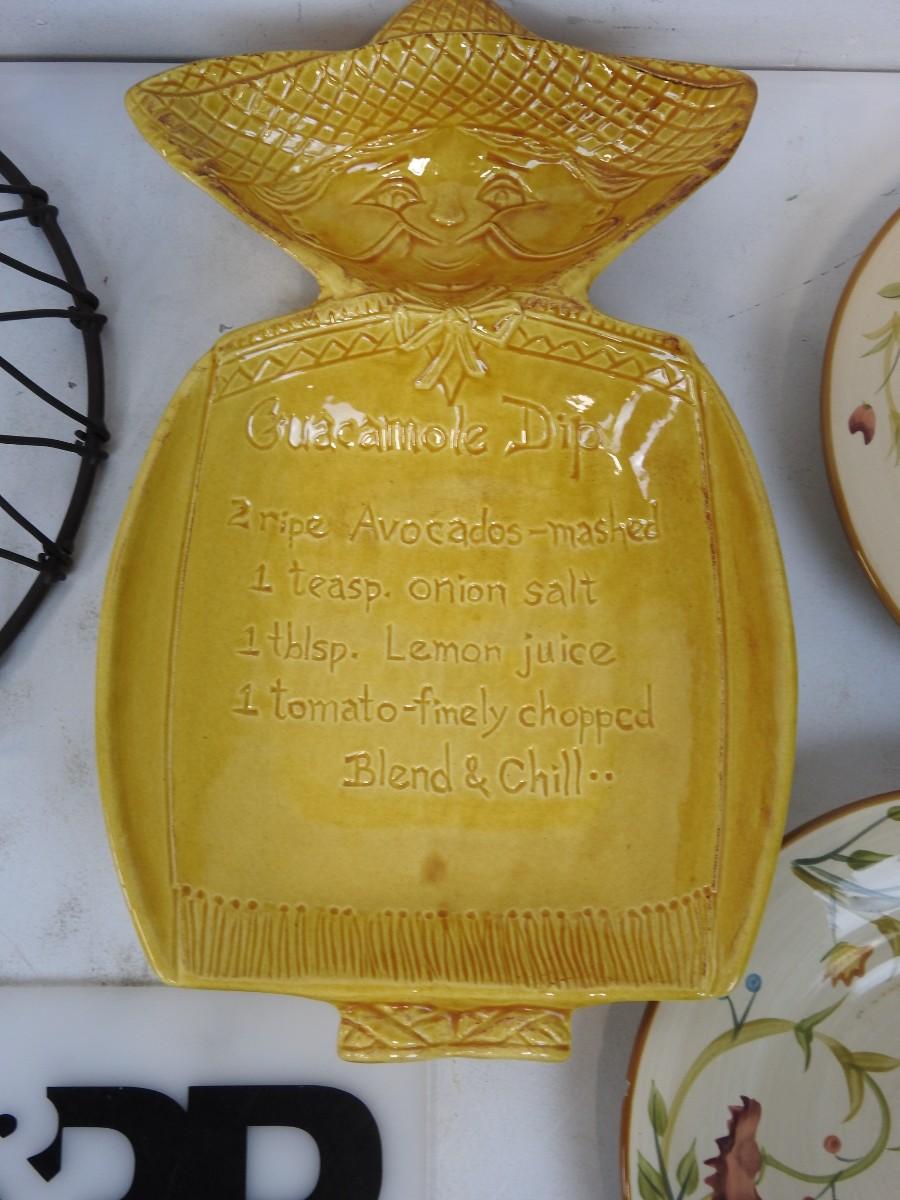 Guacamole Dip
2 ripe Avocados-mashed
1 teasp. onion salt
1 tblsp. Lemon juice
1 tomato-finely chopped
Blend & Chill..